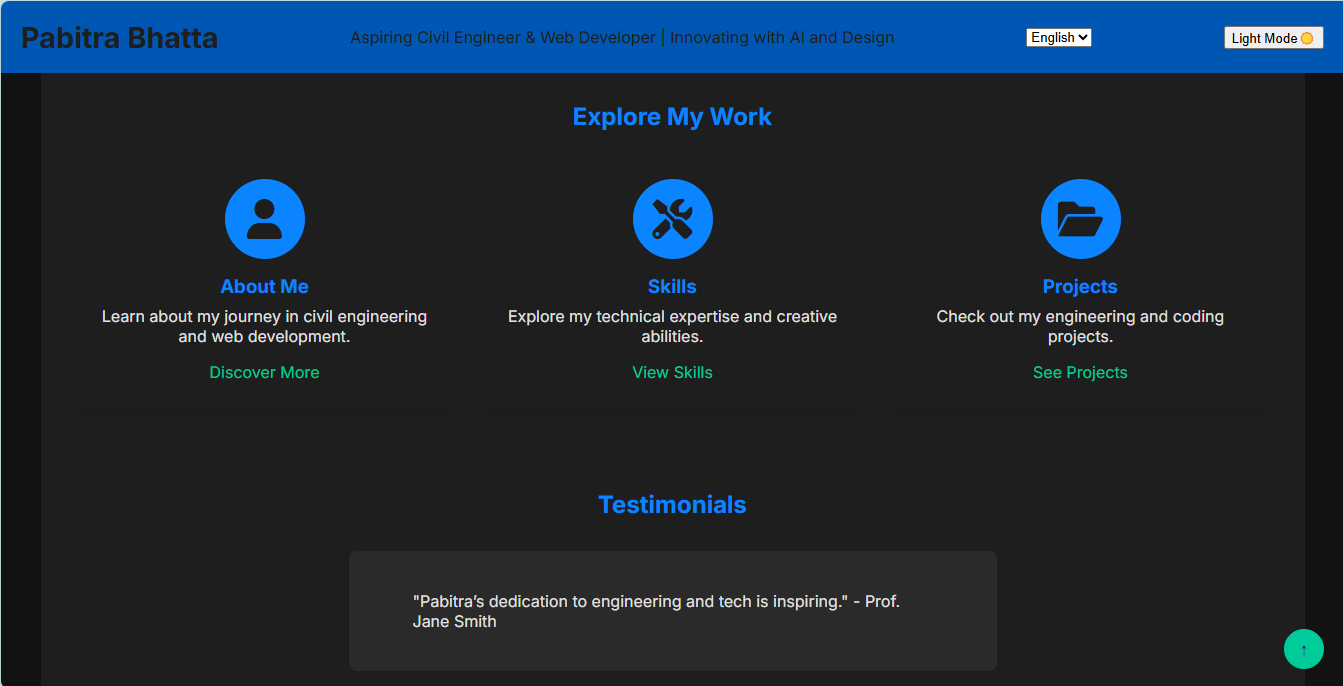 Pabitra Bhatta
Aspiring Civil Engineer & Web Developer | Innovating with AI and Design
English
Light Mode🌞
Explore My Work
About Me
Learn about my journey in civil engineering
and web development.
Discover More
Skills
Explore my technical expertise and creative
abilities.
View Skills
Projects
Check out my engineering and coding
projects.
See Projects
Testimonials
"Pabitra’s dedication to engineering and tech is inspiring." - Prof.
Jane Smith
↑